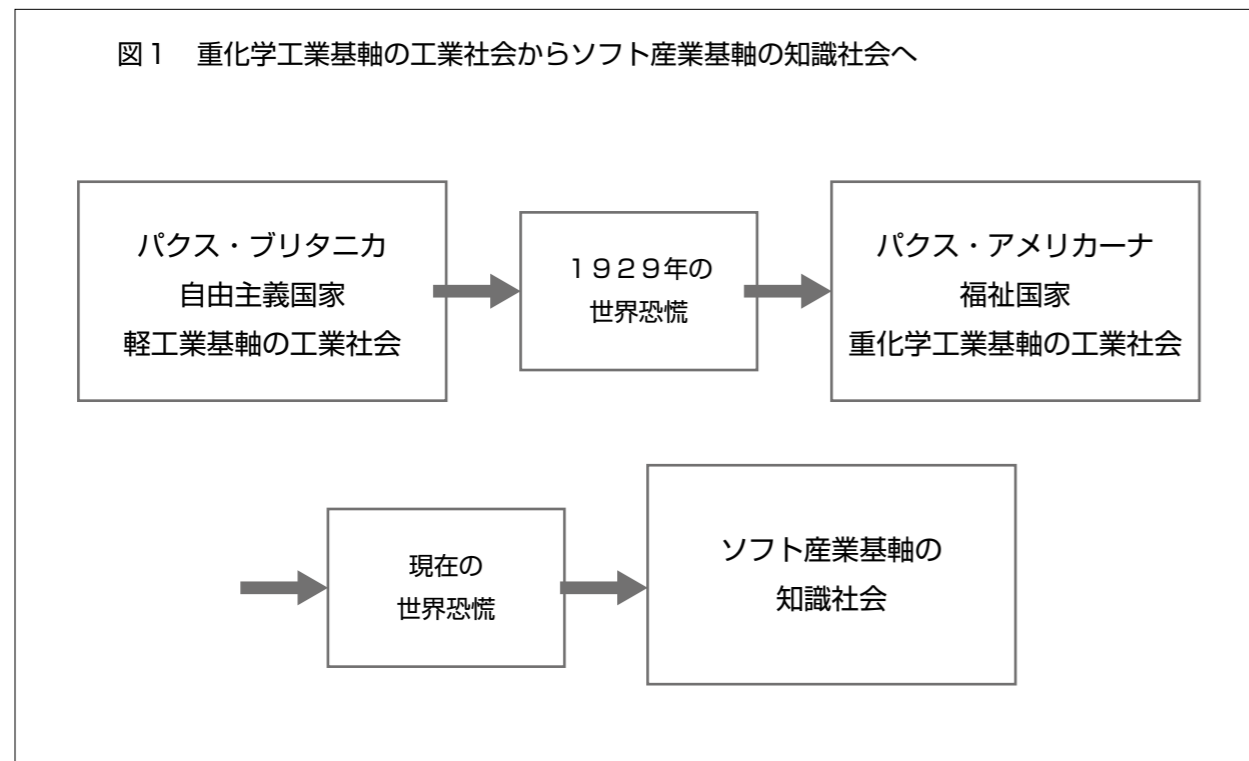 図１　重化学工業基軸の工業社会からソフト産業基軸の知識社会へ
パクス・ブリタニカ
自由主義国家
軽工業基軸の工業社会
１９２９年の
世界恐慌
パクス・アメリカーナ
福祉国家
重化学工業基軸の工業社会
現在の
世界恐慌
ソフト産業基軸の
知識社会